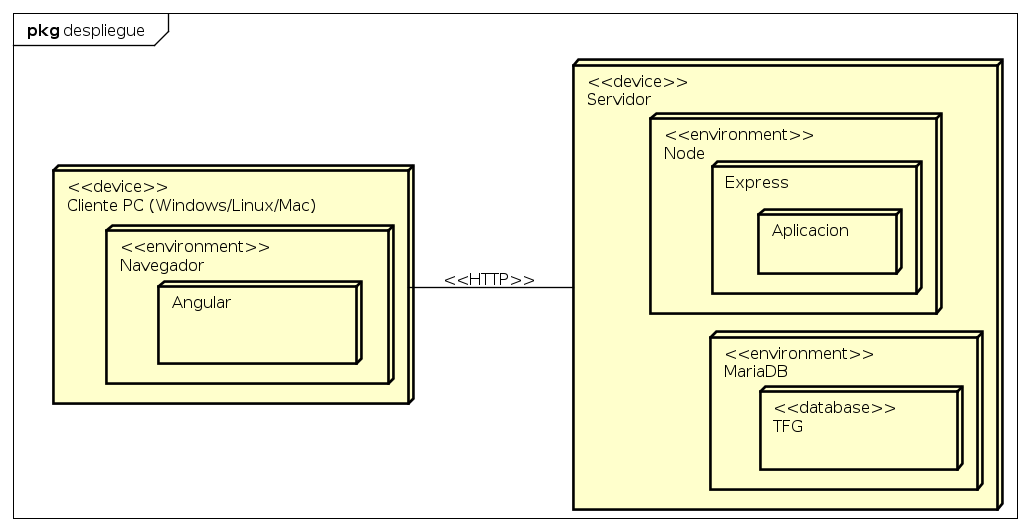 pkg despliegue
<<device>>
Cliente PC (Windows/Linux/Mac)
<<environment>>
Navegador
Angular
<<HTTP>>
<<device>>
Servidor
<<environment>>
Node
Express
Aplicacion
<<environment>>
MariaDB
<<database>>
TFG